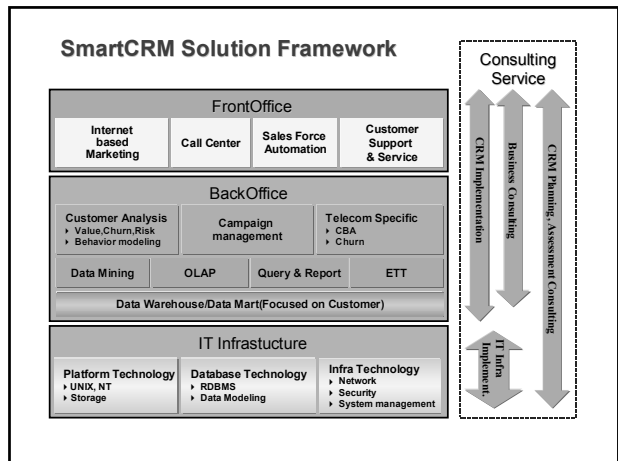 SmartCRM Solution Framework
Consulting
Service
FrontOffice
Internet
based
Marketing
Call Center
Sales Force
Automation
Customer
Support
& Service
BackOffice
Customer Analysis
Value,Churn,Risk
Behavior modeling
Campaign
management
Telecom Specific
CBA
Churn
Data Mining
OLAP
Query & Report
ETT
Data Warehouse/Data Mart(Focused on Customer)
IT Infrastucture
Platform Technology
UNIX, NT
Storage
Database Technology
RDBMS
Data Modeling
Infra Technology
Network
Security
System management
CRM Implementation
Business Consulting
CRM Planning, Assessment Consulting
IT Infra
Implement.